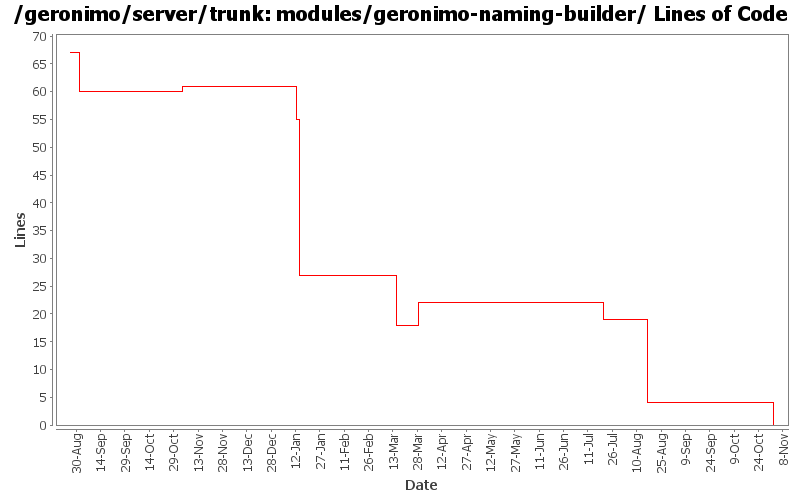 /geronimo/server/trunk: modules/geronimo-naming-builder/ Lines of Code
70
65
60
55
50
45
40
35
30
25
20
15
10
5
0
Lines
30-Aug
14-Sep
29-Sep
14-Oct
29-Oct
13-Nov
28-Nov
13-Dec
28-Dec
12-Jan
27-Jan
11-Feb
26-Feb
13-Mar
28-Mar
12-Apr
27-Apr
12-May
27-May
11-Jun
26-Jun
11-Jul
26-Jul
10-Aug
25-Aug
9-Sep
24-Sep
9-Oct
24-Oct
8-Nov
Date